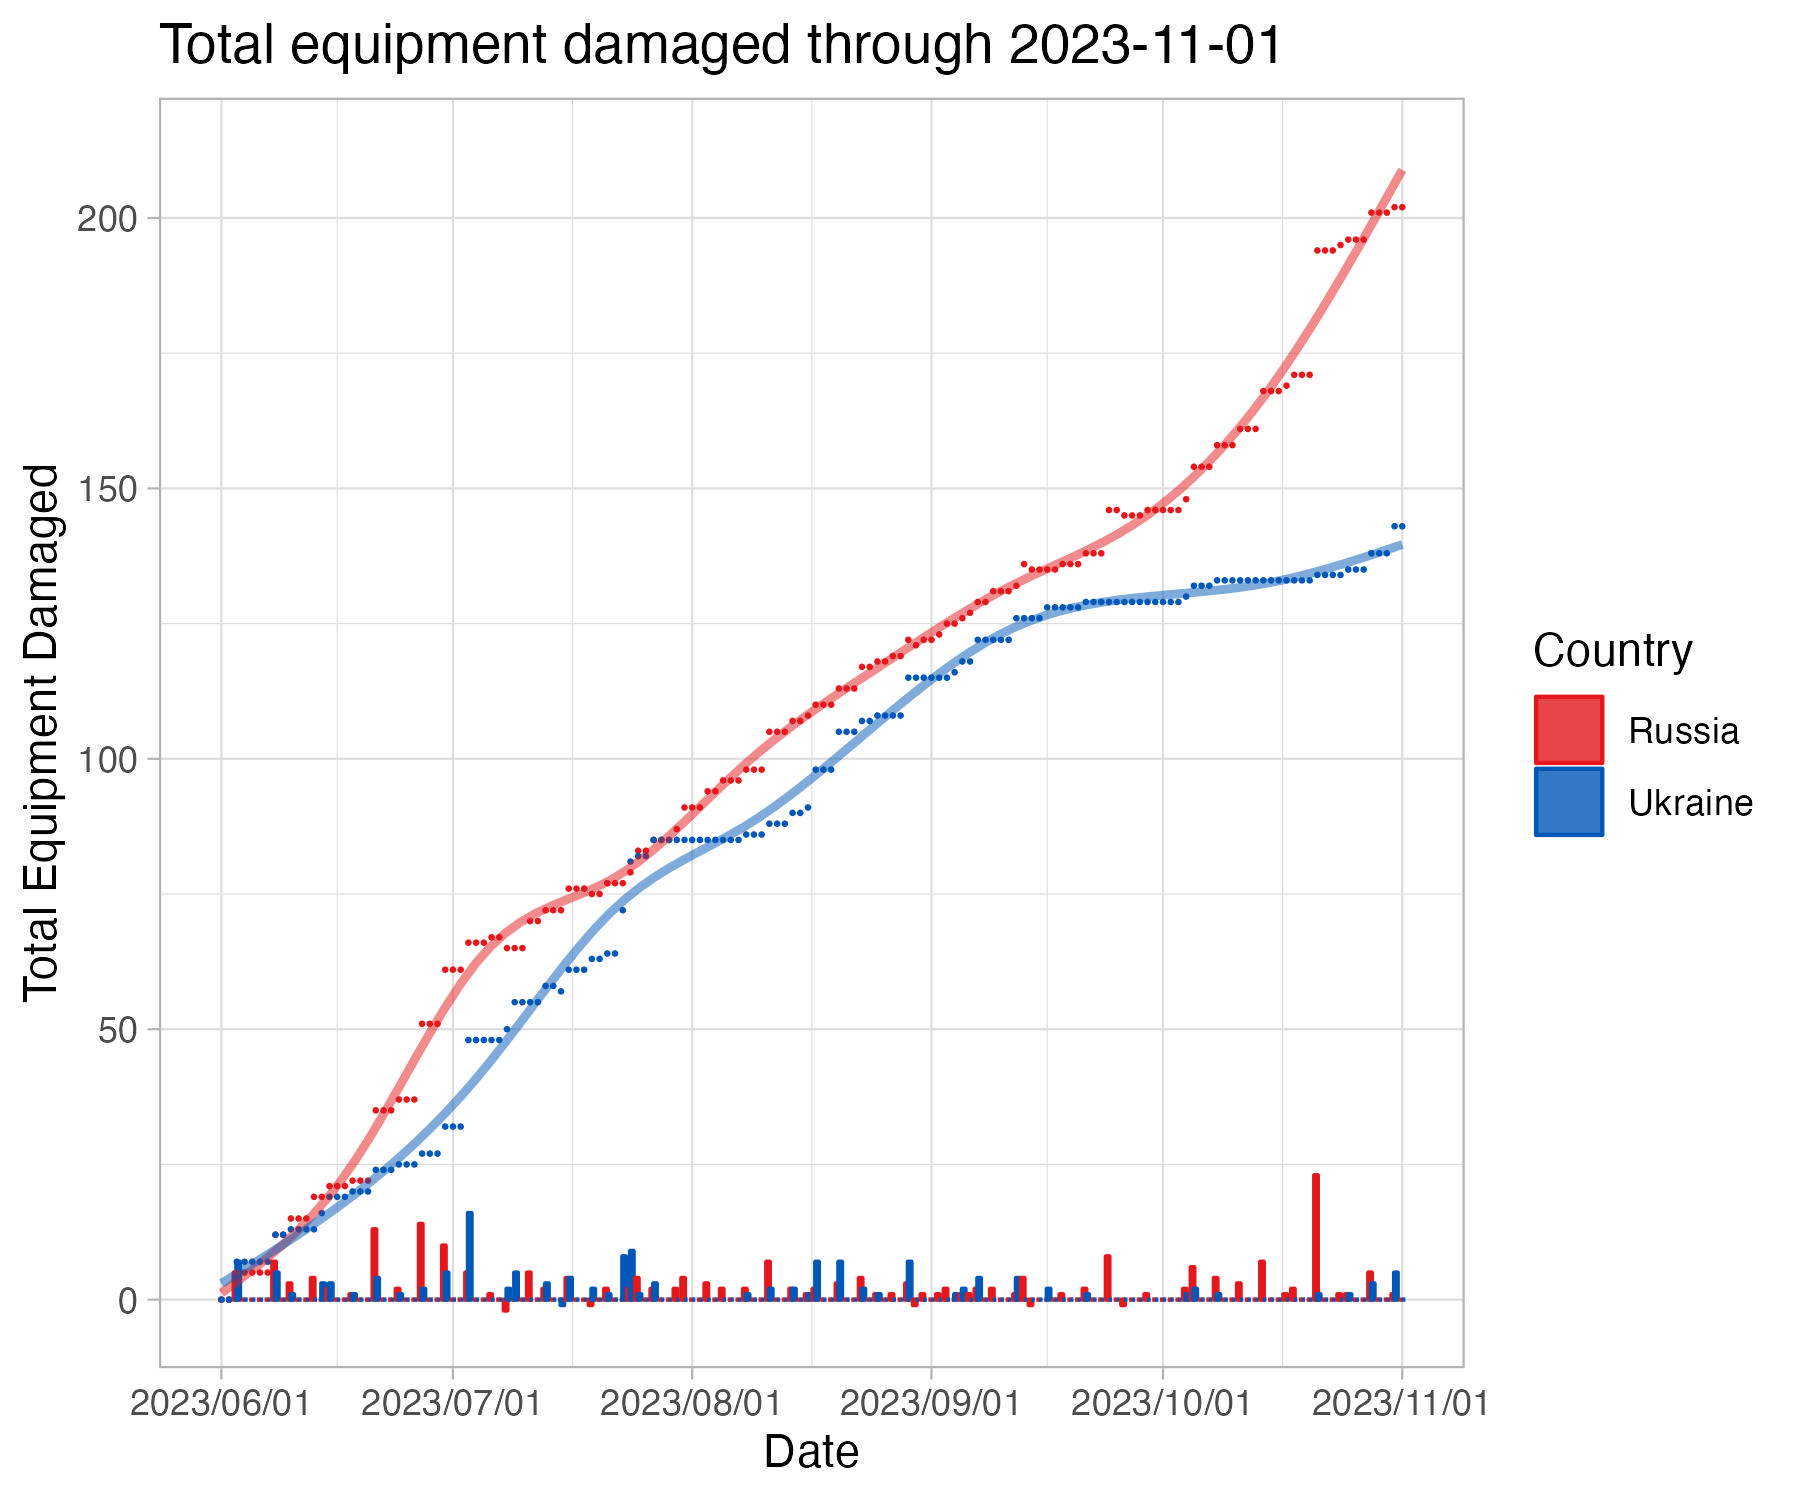 Total equipment damaged through 2023-11-01
Total Equipment Damaged
200
150
100
50
0
2023/06/01 2023/07/01 2023/08/01 2023/09/01 2023/10/01 2023/11/01
Date
Country
Russia
Ukraine